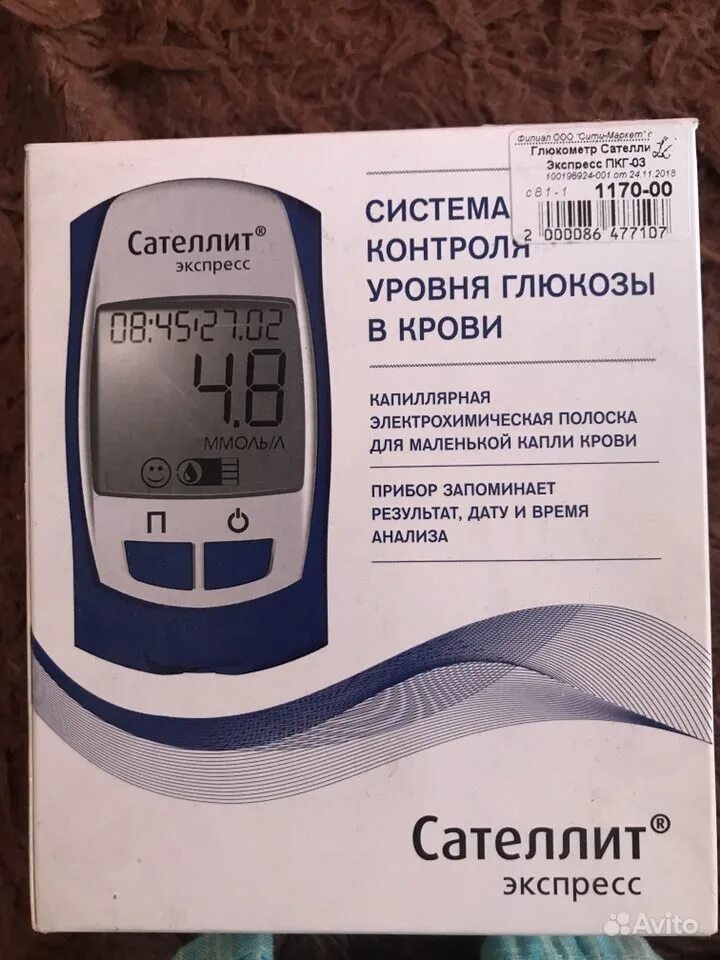 Филиал ООО "Сити-Маркет" г
Глюкометр Сателли
Экспресс ПКГ-03
100196924-001 от 24.11.2018
с81-1 1170-00
2 000086 477107
СИСТЕМА
КОНТРОЛЯ
УРОВНЯ ГЛЮКОЗЫ
В КРОВИ
Сателлит®
экспресс
08:45:27.02
4.8
ММОЛЬ/Л
П
КАПИЛЛЯРНАЯ
ЭЛЕКТРОХИМИЧЕСКАЯ ПОЛОСКА
ДЛЯ МАЛЕНЬКОЙ КАПЛИ КРОВИ
ПРИБОР ЗАПОМИНАЕТ
РЕЗУЛЬТАТ, ДАТУ И ВРЕМЯ
АНАЛИЗА
Сателлит®
экспресс
Avito